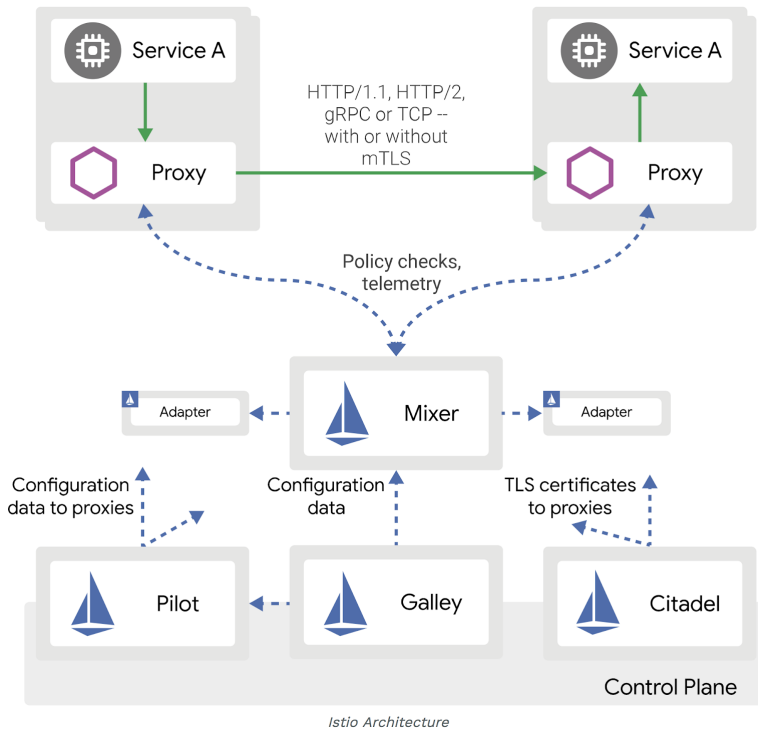 Service A
Service A
HTTP/1.1, HTTP/2,
gRPC or TCP --
with or without
mTLS
Proxy
Proxy
Policy checks,
telemetry
Mixer
Adapter
Adapter
Configuration
data to proxies
Configuration
data
TLS certificates
to proxies
Pilot
Galley
Citadel
Control Plane
Istio Architecture